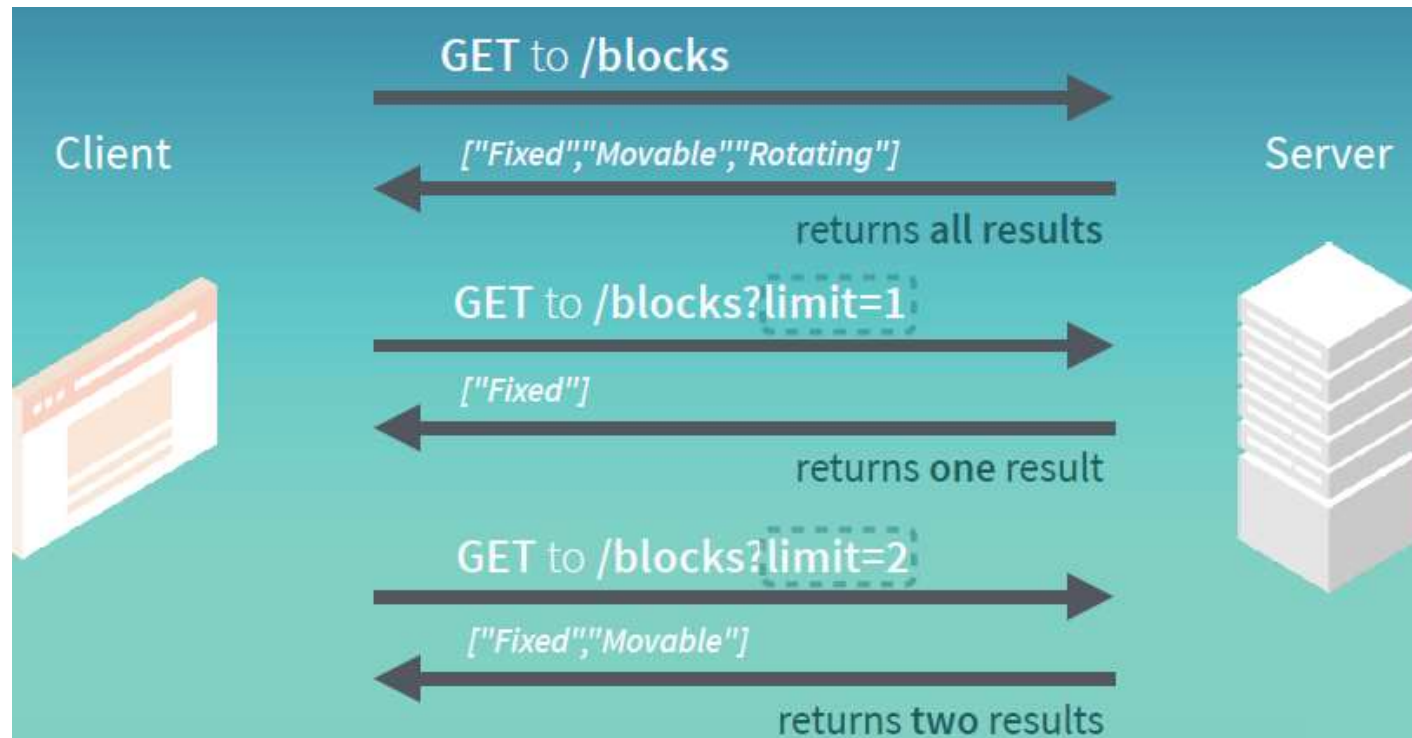 GET to /blocks
Client
["Fixed","Movable","Rotating"]
Server
returns all results
GET to /blocks?limit=1
["Fixed"]
returns one result
GET to /blocks?limit=2
["Fixed","Movable"]
returns two results